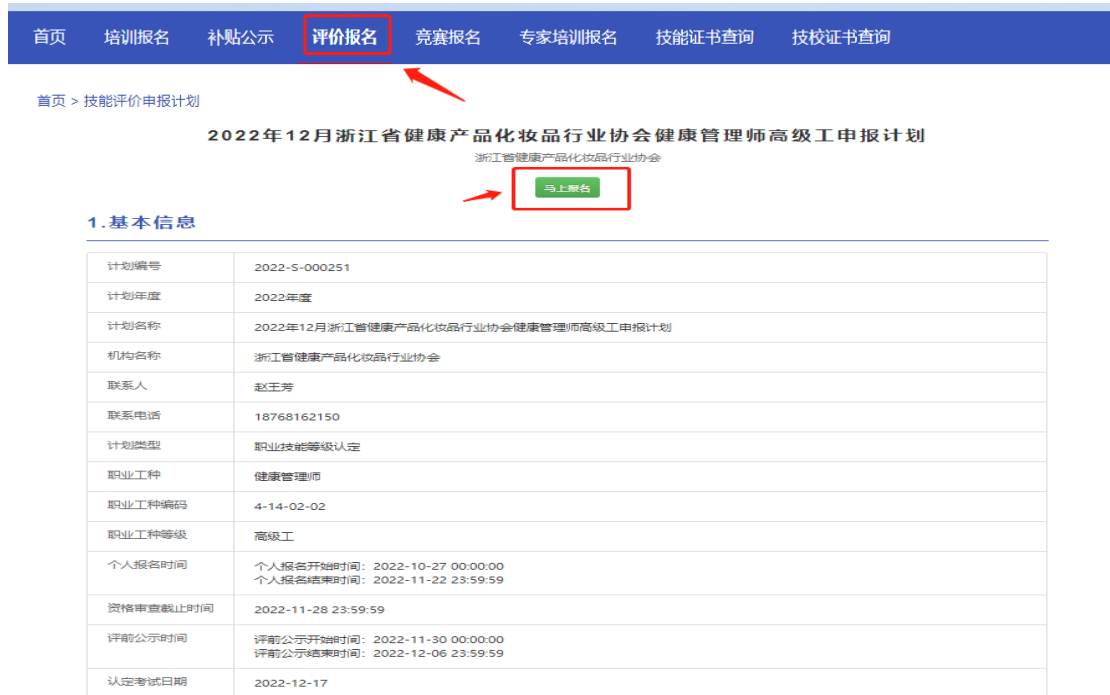 首页 培训报名 补贴公示 评价报名 竞赛报名 专家培训报名 技能证书查询 技校证书查询
首页 > 技能评价申报计划
2022年12月浙江省健康产品化妆品行业协会健康管理师高级工申报计划
浙江省健康产品化妆品行业协会
马上报名
1.基本信息
计划编号 2022-S-000251
计划年度 2022年度
计划名称 2022年12月浙江省健康产品化妆品行业协会健康管理师高级工申报计划
机构名称 浙江省健康产品化妆品行业协会
联系人 赵王芳
联系电话 18768162150
计划类型 职业技能等级认定
职业工种 健康管理师
职业工种编码 4-14-02-02
职业工种等级 高级工
个人报名时间 个人报名开始时间：2022-10-27 00:00:00
个人报名结束时间：2022-11-22 23:59:59
资格审查截止时间 2022-11-28 23:59:59
评前公示时间 评前公示开始时间：2022-11-30 00:00:00
评前公示结束时间：2022-12-06 23:59:59
认定考试日期 2022-12-17